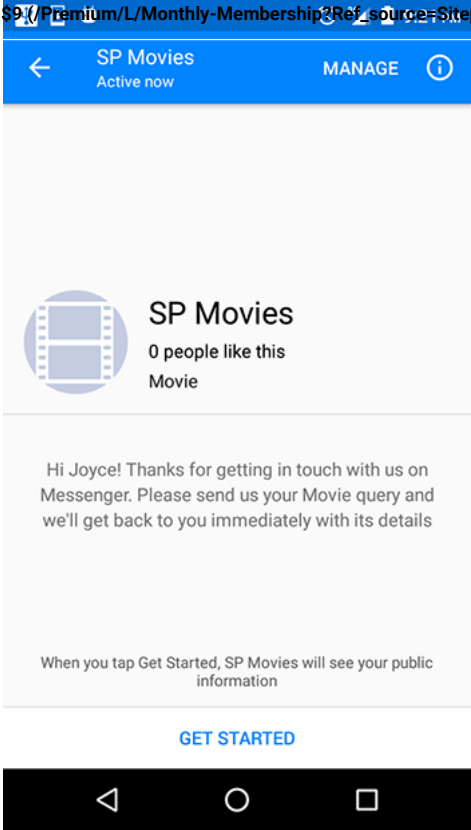 $9 (/Premium/L/Monthly-Membership?Ref_source=Site
SP Movies
Active now
MANAGE
SP Movies
0 people like this
Movie
Hi Joyce! Thanks for getting in touch with us on
Messenger. Please send us your Movie query and
we'll get back to you immediately with its details
When you tap Get Started, SP Movies will see your public
information
GET STARTED